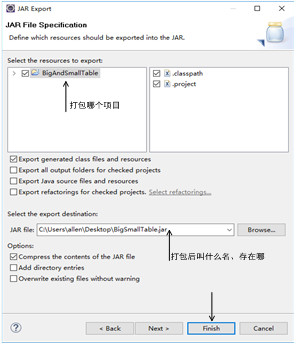 JAR Export
JAR File Specification
Define which resources should be exported into the JAR.
Select the resources to export:
BigAndSmallTable
.classpath
.project
打包哪个项目
Export generated class files and resources
Export all output folders for checked projects
Export Java source files and resources
Export refactorings for checked projects. Select refactorings...
Select the export destination:
JAR file: C:\Users\allen\Desktop\BigSmallTable.jar
Browse...
打包后叫什么名、存在哪
Options:
Compress the contents of the JAR file
Add directory entries
Overwrite existing files without warning
? < Back Next > Finish Cancel